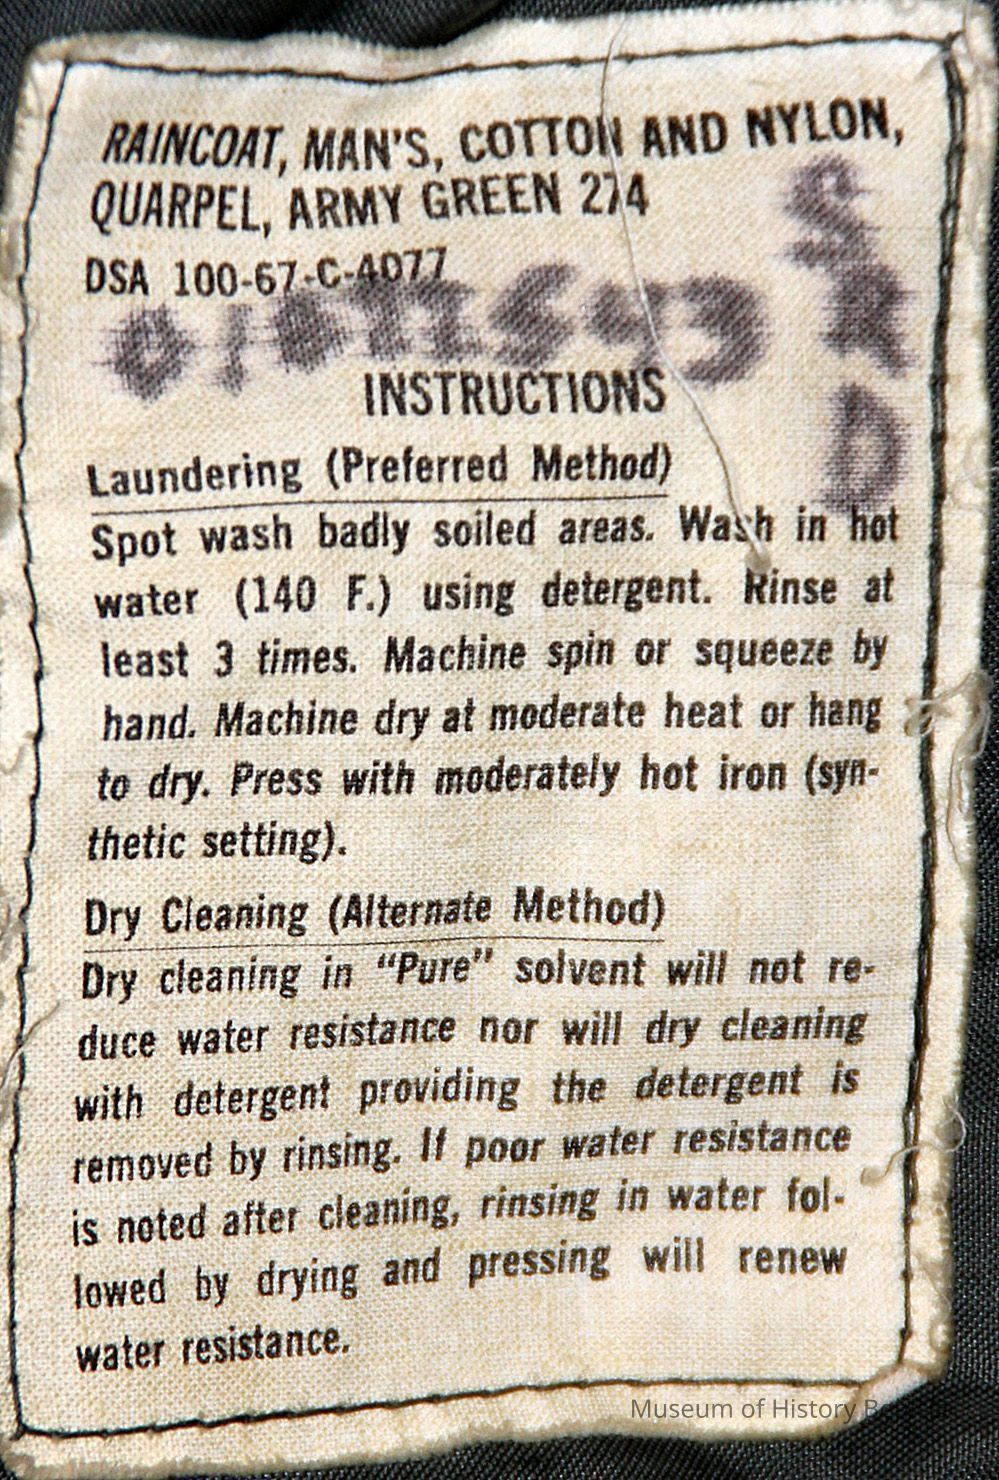 RAINCOAT, MAN'S, COTTON AND NYLON,
QUARPEL, ARMY GREEN 274
DSA 100-67-C-4077
S
R
D
INSTRUCTIONS
Laundering (Preferred Method)
Spot wash badly soiled areas. Wash in hot
water (140 F.) using detergent. Rinse at
least 3 times. Machine spin or squeeze by
hand. Machine dry at moderate heat or hang
to dry. Press with moderately hot iron (syn-
thetic setting).
Dry Cleaning (Alternate Method)
Dry cleaning in “Pure” solvent will not re-
duce water resistance nor will dry cleaning
with detergent providing the detergent is
removed by rinsing. If poor water resistance
is noted after cleaning, rinsing in water fol-
lowed by drying and pressing will renew
water resistance.
Museum of History